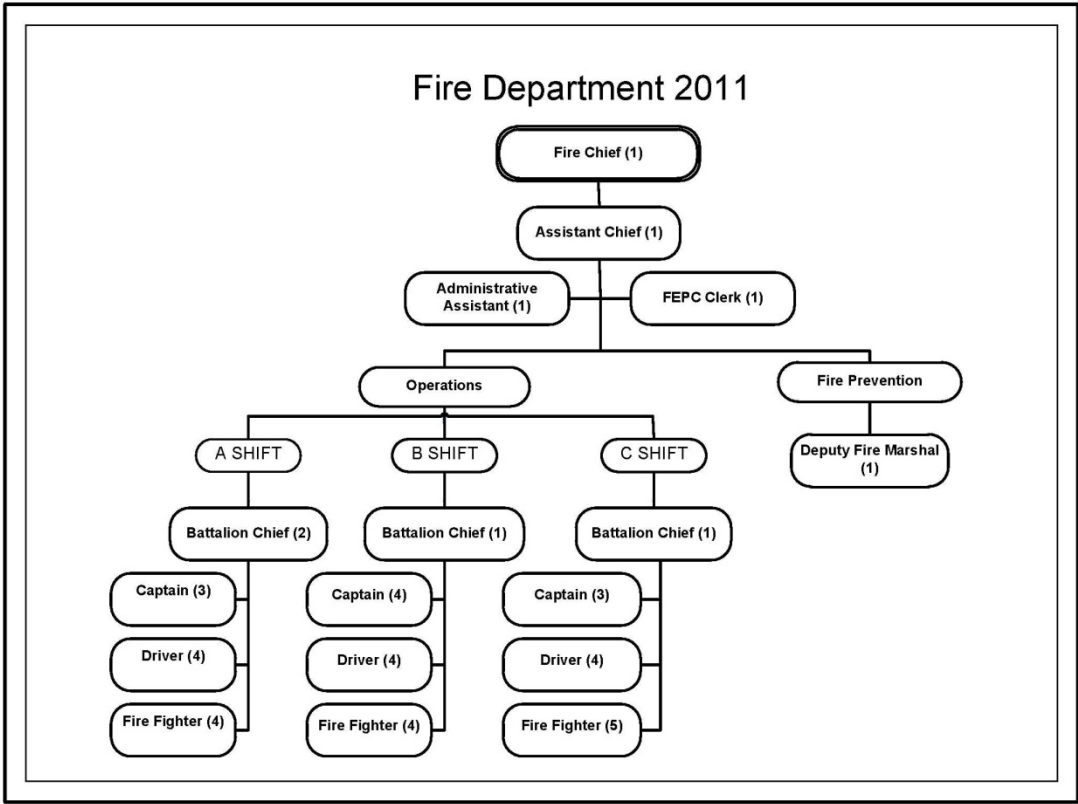 Fire Department 2011
Fire Chief (1)
Assistant Chief (1)
Administrative
Assistant (1)
FEPC Clerk (1)
Operations
Fire Prevention
A SHIFT
B SHIFT
C SHIFT
Deputy Fire Marshal
(1)
Battalion Chief (2)
Battalion Chief (1)
Battalion Chief (1)
Captain (3)
Captain (4)
Captain (3)
Driver (4)
Driver (4)
Driver (4)
Fire Fighter (4)
Fire Fighter (4)
Fire Fighter (5)